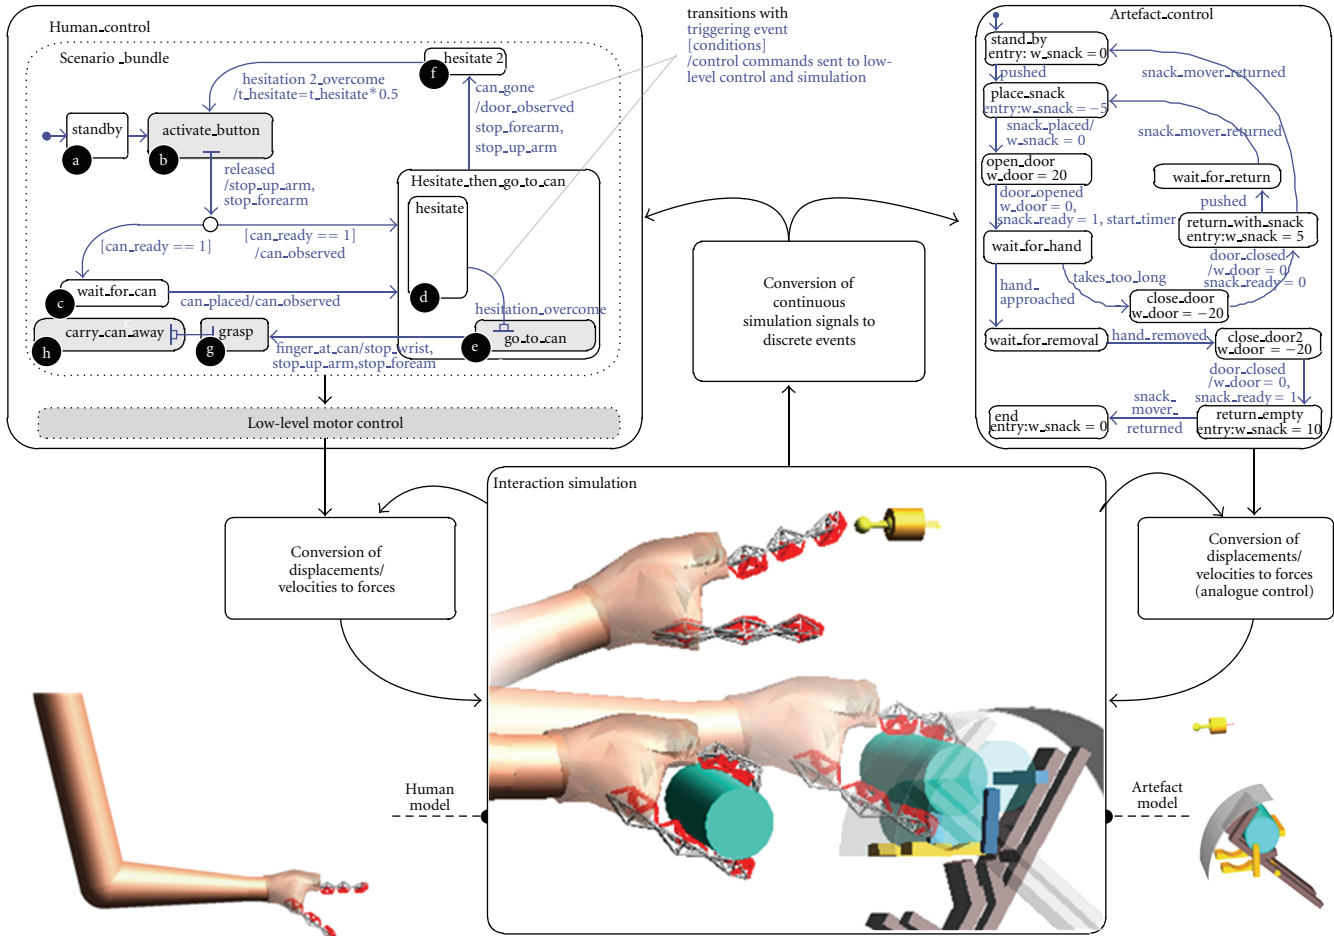 Human_control
Scenario_bundle
hesitate 2
f
hesitation 2_overcome
/t_hesitate=t_hesitate*0.5
can_gone
/door_observed
stop_forearm,
stop_up_arm
standby
a
activate_button
b
released
/stop_up_arm,
stop_forearm
Hesitate_then_go_to_can
hesitate
d
[can_ready == 1]
[can_ready == 1]
/can_observed
wait_for_can
c
can_placed/can_observed
hesitation_overcome
carry_can_away
h
grasp
g
go_to_can
e
finger_at_can/stop_wrist,
stop_up_arm,stop_foream
Low-level motor control
transitions with
triggering event
[conditions]
/control commands sent to low-
level control and simulation
Conversion of
continuous
simulation signals to
discrete events
Artefact_control
stand_by
entry: w_snack = 0
pushed
snack_mover_returned
place_snack
entry:w_snack = −5
snack_placed/
w_snack = 0
snack_mover_returned
open_door
w_door = 20
door_opened
w_door = 0,
snack_ready = 1, start_timer
wait_for_return
pushed
return_with_snack
entry:w_snack = 5
wait_for_hand
door_closed
/w_door = 0
snack_ready = 0
takes_too_long
hand_
approached
close_door
w_door = −20
wait_for_removal
hand_removed
close_door2
w_door = −20
door_closed
/w_door = 0,
snack_ready = 1
snack_
mover_
returned
end
entry:w_snack = 0
return_empty
entry:w_snack = 10
Interaction simulation
Conversion of
displacements/
velocities to forces
Conversion of
displacements/
velocities to forces
(analogue control)
Human
model
Artefact
model